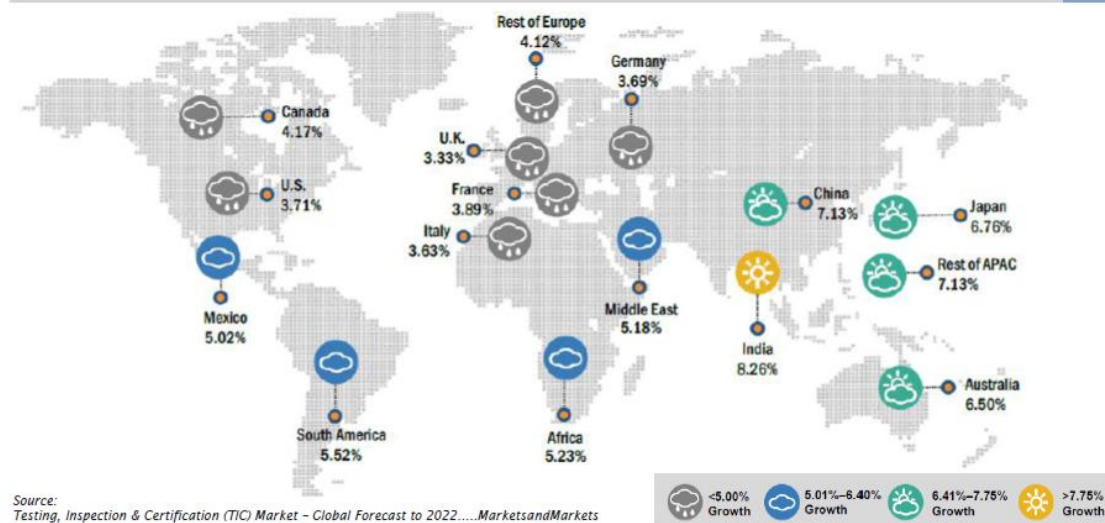 Rest of Europe
4.12%
Germany
3.69%
Canada
4.17%
U.K.
3.33%
U.S.
3.71%
France
3.89%
China
7.13%
Japan
6.76%
Italy
3.63%
Rest of APAC
7.13%
Mexico
5.02%
Middle East
5.18%
India
8.26%
Australia
6.50%
South America
5.52%
Africa
5.23%
Source:
Testing, Inspection & Certification (TIC) Market – Global Forecast to 2022.....MarketsandMarkets
<5.00%
Growth
5.01%–6.40%
Growth
6.41%–7.75%
Growth
>7.75%
Growth